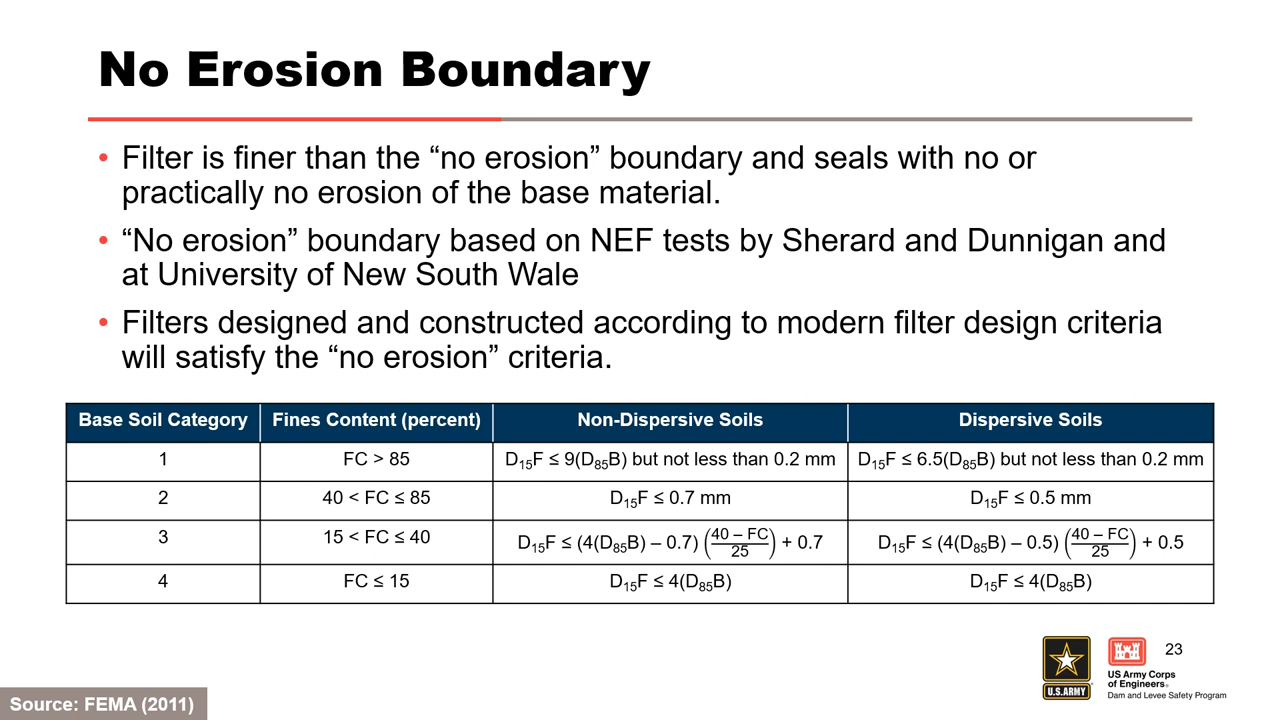 No Erosion Boundary
• Filter is finer than the “no erosion” boundary and seals with no or
practically no erosion of the base material.
• “No erosion” boundary based on NEF tests by Sherard and Dunnigan and
at University of New South Wale
• Filters designed and constructed according to modern filter design criteria
will satisfy the “no erosion” criteria.
Base Soil Category Fines Content (percent) Non-Dispersive Soils Dispersive Soils
1 FC > 85 D₁₅F ≤ 9(D₈₅B) but not less than 0.2 mm D₁₅F ≤ 6.5(D₈₅B) but not less than 0.2 mm
2 40 < FC ≤ 85 D₁₅F ≤ 0.7 mm D₁₅F ≤ 0.5 mm
3 15 < FC ≤ 40 D₁₅F ≤ (4(D₈₅B) – 0.7) (40 – FC / 25) + 0.7 D₁₅F ≤ (4(D₈₅B) – 0.5) (40 – FC / 25) + 0.5
4 FC ≤ 15 D₁₅F ≤ 4(D₈₅B) D₁₅F ≤ 4(D₈₅B)
23
U.S. ARMY
US Army Corps
of Engineers®
Dam and Levee Safety Program
Source: FEMA (2011)